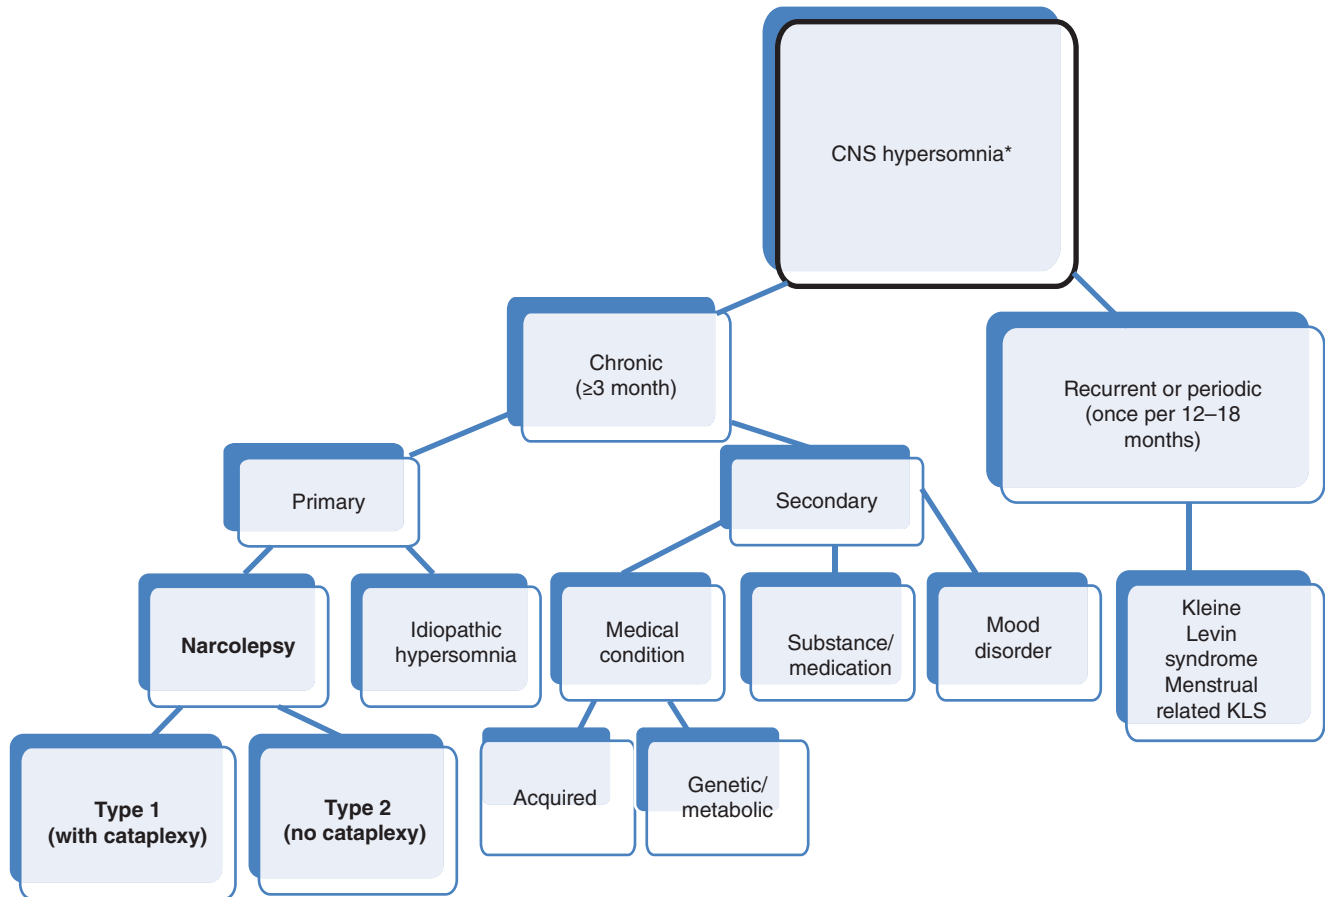 CNS hypersomnia*
Chronic
(≥3 month)
Recurrent or periodic
(once per 12–18
months)
Primary
Secondary
Narcolepsy
Idiopathic
hypersomnia
Medical
condition
Substance/
medication
Mood
disorder
Kleine
Levin
syndrome
Menstrual
related KLS
Type 1
(with cataplexy)
Type 2
(no cataplexy)
Acquired
Genetic/
metabolic